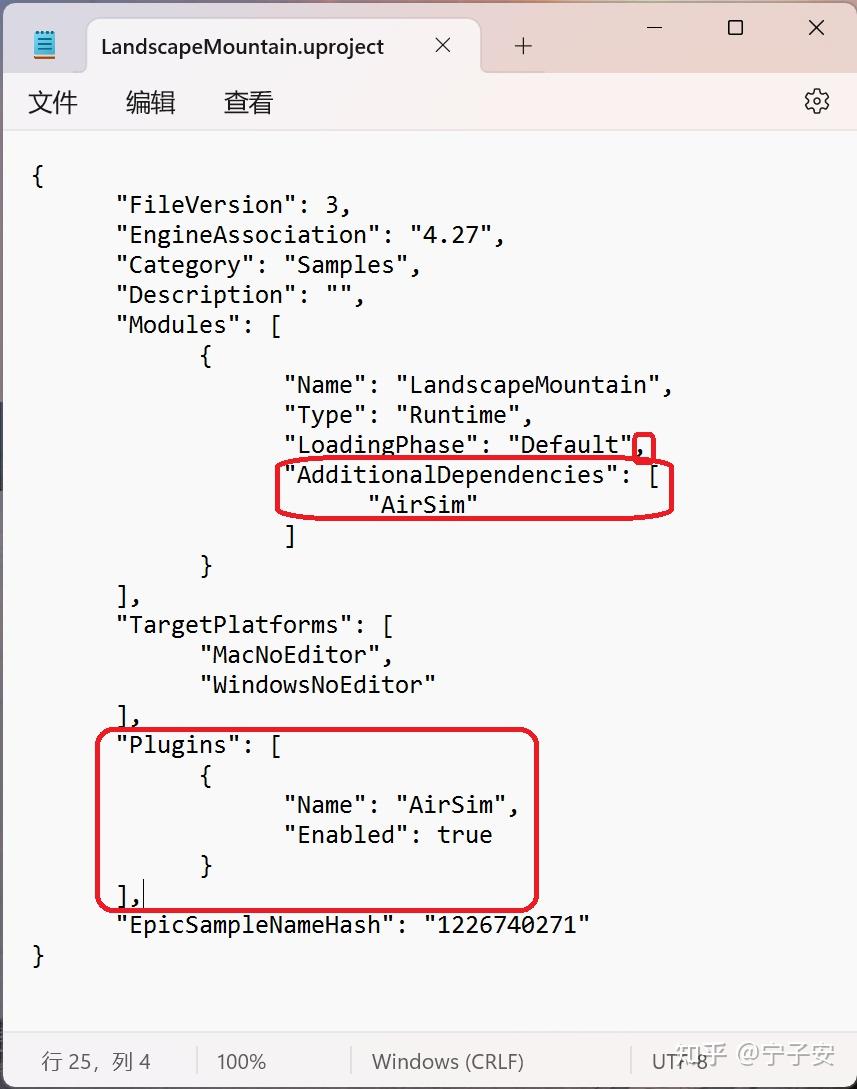 LandscapeMountain.uproject
文件 编辑 查看
{
"FileVersion": 3,
"EngineAssociation": "4.27",
"Category": "Samples",
"Description": "",
"Modules": [
{
"Name": "LandscapeMountain",
"Type": "Runtime",
"LoadingPhase": "Default",
"AdditionalDependencies": [
"AirSim"
]
}
],
"TargetPlatforms": [
"MacNoEditor",
"WindowsNoEditor"
],
"Plugins": [
{
"Name": "AirSim",
"Enabled": true
}
],
"EpicSampleNameHash": "1226740271"
}
行 25，列 4 100% Windows (CRLF) UTF-8
知乎 @宁子安